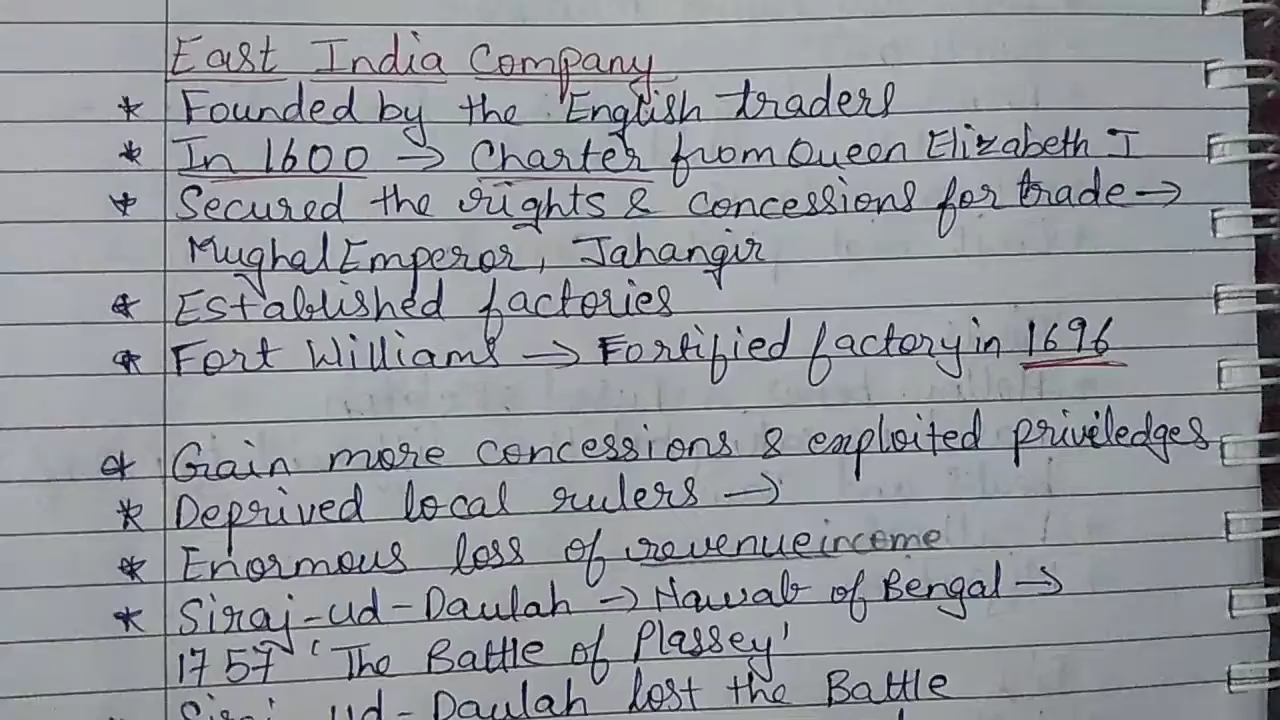 East India Company
* Founded by the English traders
* In 1600 → Charter from Queen Elizabeth I
* Secured the rights & concessions for trade →
Mughal Emperor, Jahangir
* Established factories
* Fort Williams → Fortified factory in 1696
* Gain more concessions & exploited priviledges
* Deprived local rulers →
* Enormous loss of revenue income
* Siraj-ud-Daulah → Nawab of Bengal →
1757 'The Battle of Plassey'
Siraj-ud-Daulah lost the Battle